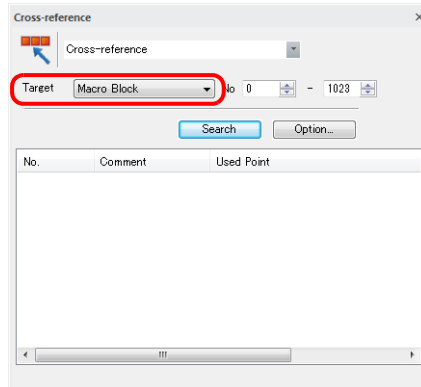 Cross-reference
Cross-reference
Target Macro Block No 0 - 1023
Search Option...
No. Comment Used Point